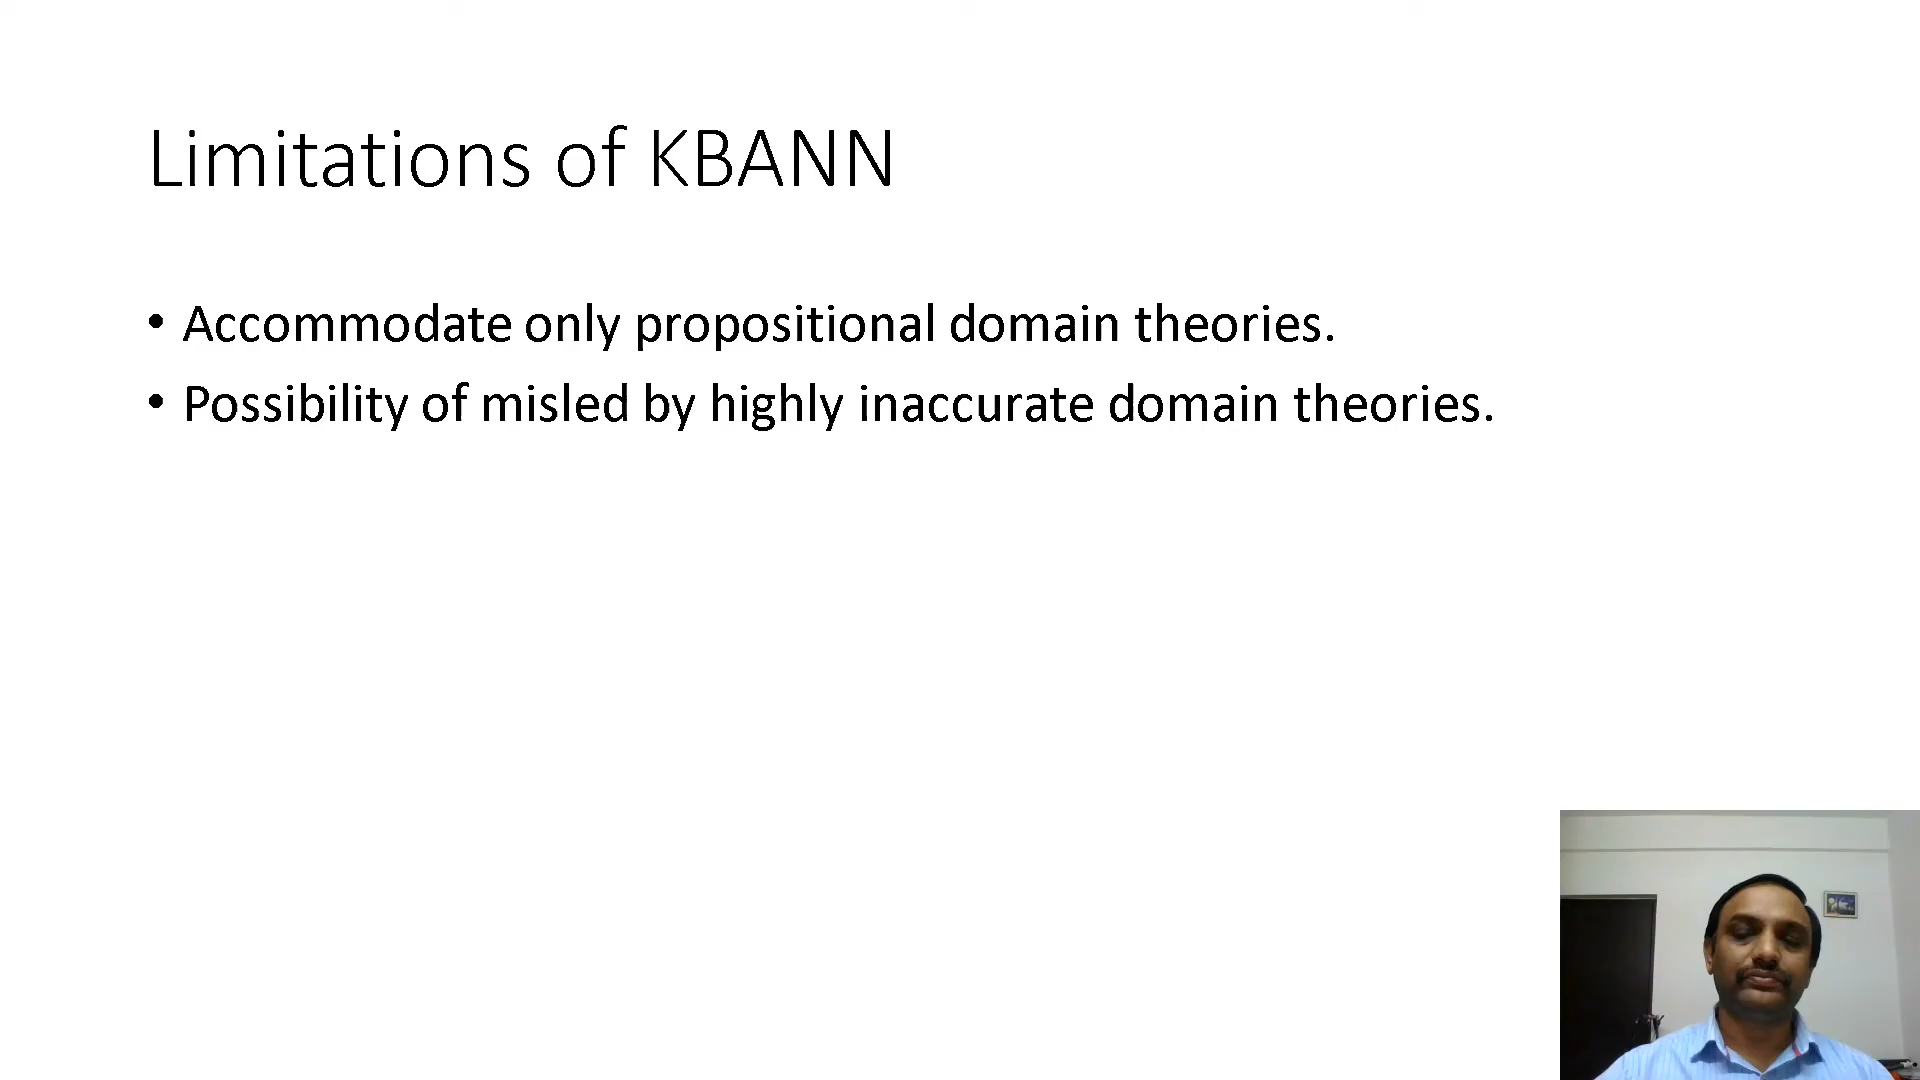 Limitations of KBANN
• Accommodate only propositional domain theories.
• Possibility of misled by highly inaccurate domain theories.